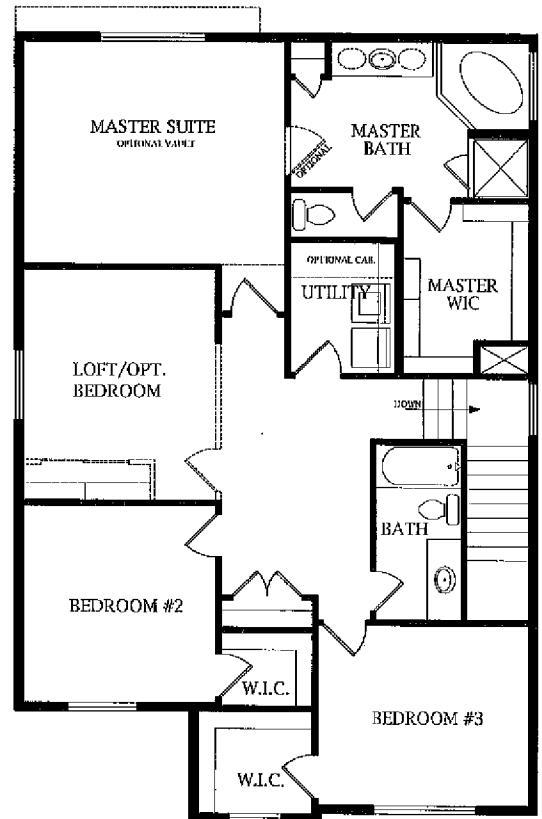 MASTER SUITE
OPTIONAL VAULT
MASTER
BATH
OPTIONAL
OPTIONAL CAB.
UTILITY
MASTER
WIC
LOFT/OPT.
BEDROOM
DOWN
BATH
BEDROOM #2
W.I.C.
BEDROOM #3
W.I.C.